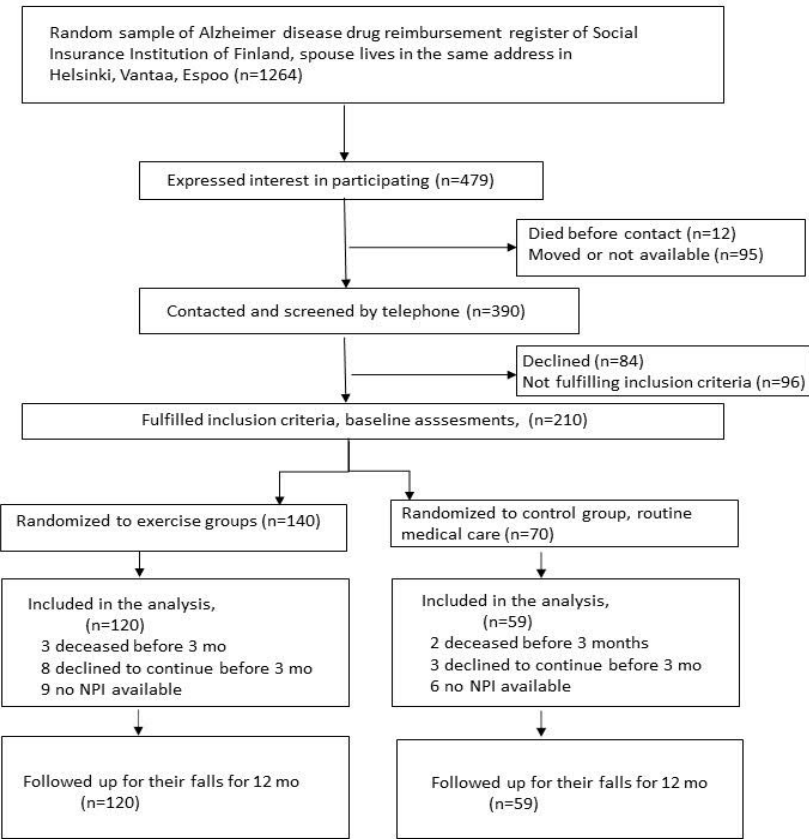 Random sample of Alzheimer disease drug reimbursement register of Social
Insurance Institution of Finland, spouse lives in the same address in
Helsinki, Vantaa, Espoo (n=1264)
Expressed interest in participating (n=479)
Died before contact (n=12)
Moved or not available (n=95)
Contacted and screened by telephone (n=390)
Declined (n=84)
Not fulfilling inclusion criteria (n=96)
Fulfilled inclusion criteria, baseline asssesments, (n=210)
Randomized to exercise groups (n=140)
Randomized to control group, routine
medical care (n=70)
Included in the analysis,
(n=120)
3 deceased before 3 mo
8 declined to continue before 3 mo
9 no NPI available
Included in the analysis,
(n=59)
2 deceased before 3 months
3 declined to continue before 3 mo
6 no NPI available
Followed up for their falls for 12 mo
(n=120)
Followed up for their falls for 12 mo
(n=59)